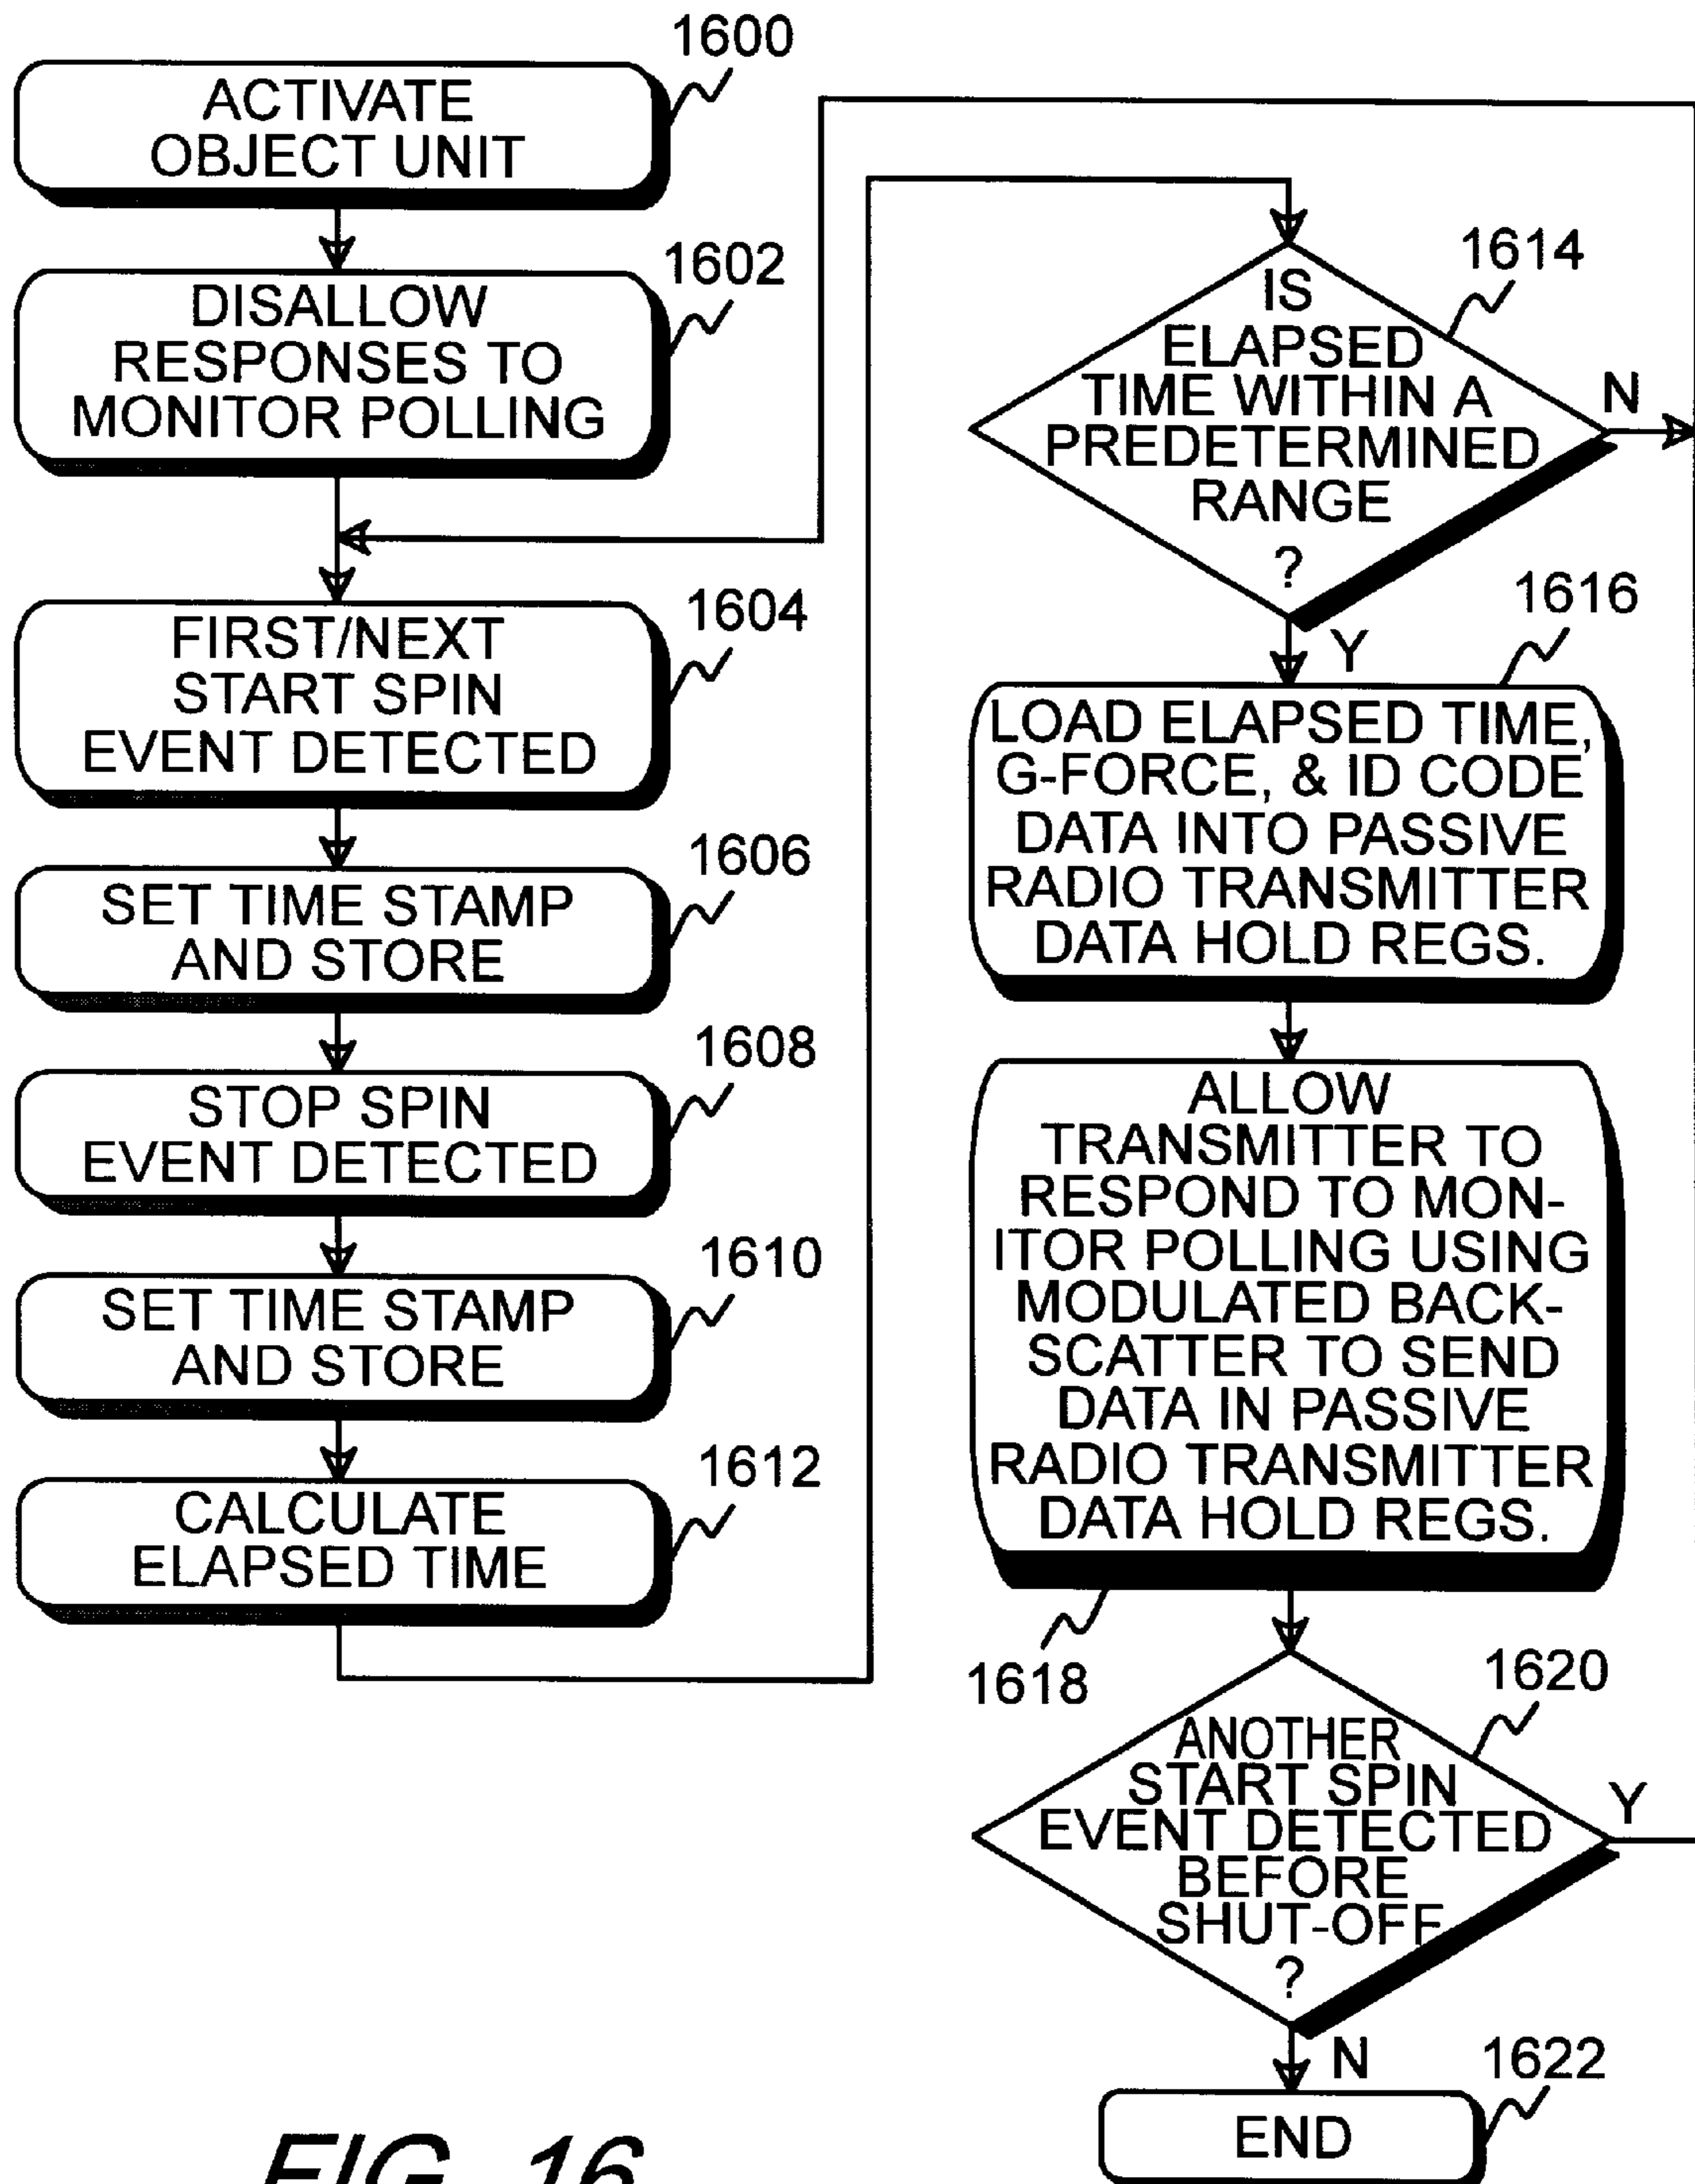 1600
ACTIVATE
OBJECT UNIT
1602
DISALLOW
RESPONSES TO
MONITOR POLLING
1604
FIRST/NEXT
START SPIN
EVENT DETECTED
1606
SET TIME STAMP
AND STORE
1608
STOP SPIN
EVENT DETECTED
1610
SET TIME STAMP
AND STORE
1612
CALCULATE
ELAPSED TIME
1614
IS
ELAPSED
TIME WITHIN A
PREDETERMINED
RANGE
?
N
Y
1616
LOAD ELAPSED TIME,
G-FORCE, & ID CODE
DATA INTO PASSIVE
RADIO TRANSMITTER
DATA HOLD REGS.
ALLOW
TRANSMITTER TO
RESPOND TO MON-
ITOR POLLING USING
MODULATED BACK-
SCATTER TO SEND
DATA IN PASSIVE
RADIO TRANSMITTER
DATA HOLD REGS.
1618
1620
ANOTHER
START SPIN
EVENT DETECTED
BEFORE
SHUT-OFF
?
Y
N
1622
END
FIG. 16